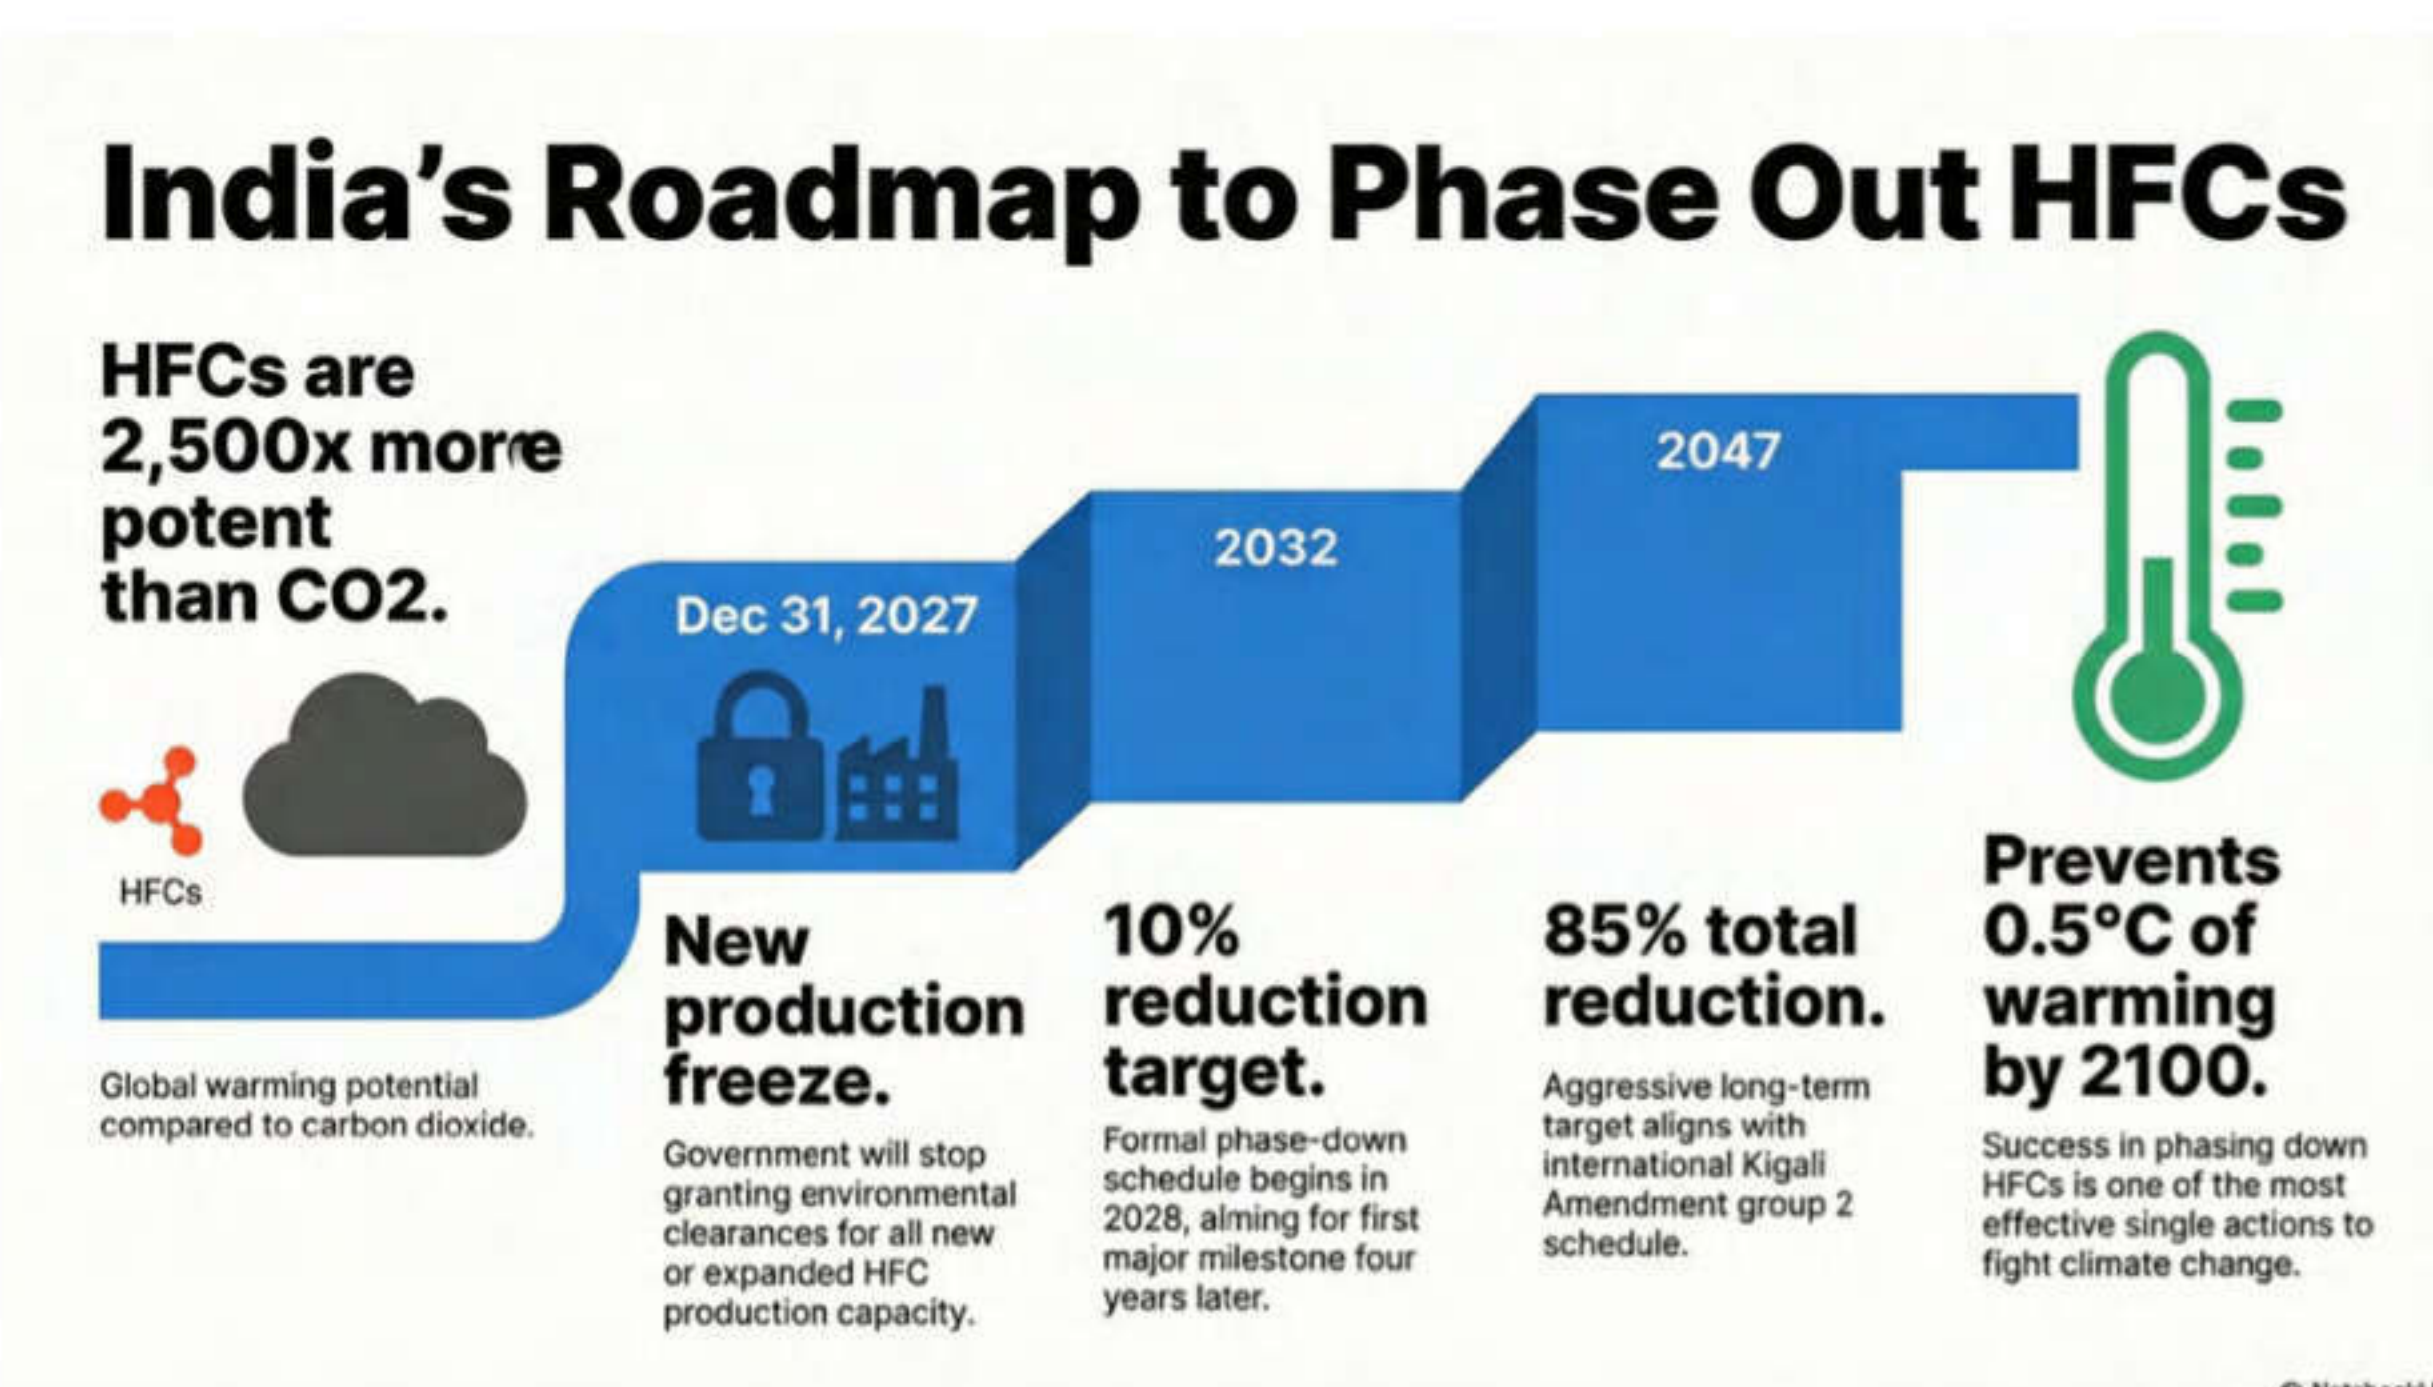 India's Roadmap to Phase Out HFCs
HFCs are
2,500x more
potent
than CO2.
HFCs
Global warming potential
compared to carbon dioxide.
Dec 31, 2027
New
production
freeze.
Government will stop
granting environmental
clearances for all new
or expanded HFC
production capacity.
2032
10%
reduction
target.
Formal phase-down
schedule begins in
2028, alming for first
major milestone four
years later.
2047
85% total
reduction.
Aggressive long-term
target aligns with
international Kigali
Amendment group 2
schedule.
Prevents
0.5°C of
warming
by 2100.
Success in phasing down
HFCs is one of the most
effective single actions to
fight climate change.